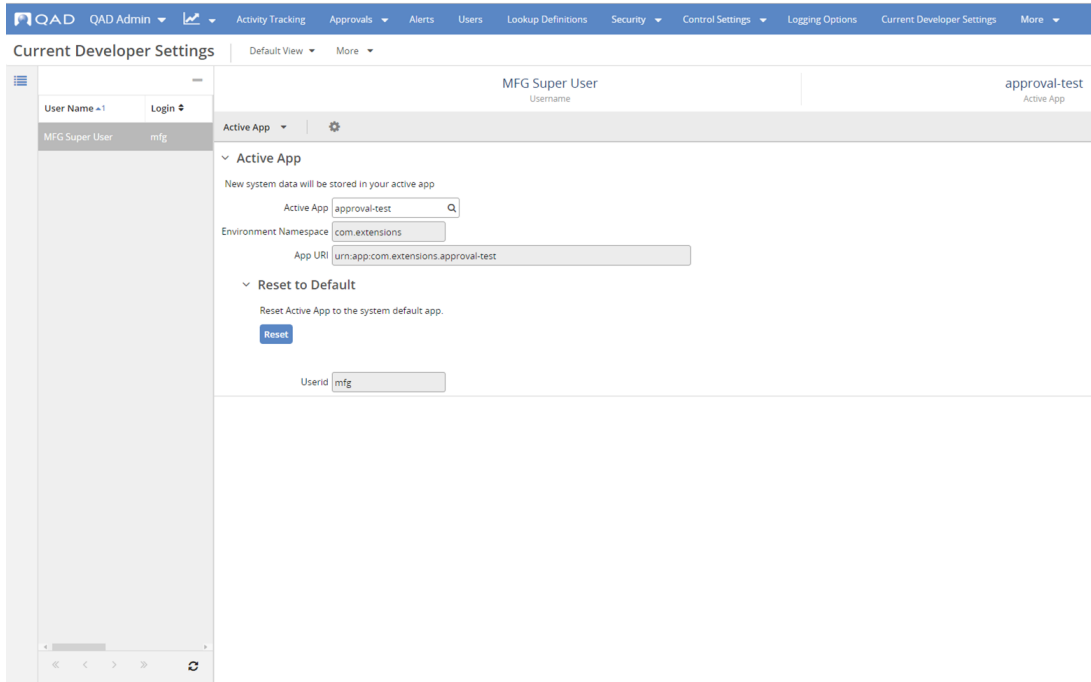 QAD QAD Admin Activity Tracking Approvals Alerts Users Lookup Definitions Security Control Settings Logging Options Current Developer Settings More
Current Developer Settings Default View More
MFG Super User approval-test
Username Active App
User Name 1 Login
MFG Super User mfg
Active App
Active App
New system data will be stored in your active app
Active App approval-test
Environment Namespace com.extensions
App URI urn:app:com.extensions.approval-test
Reset to Default
Reset Active App to the system default app.
Reset
Userid mfg